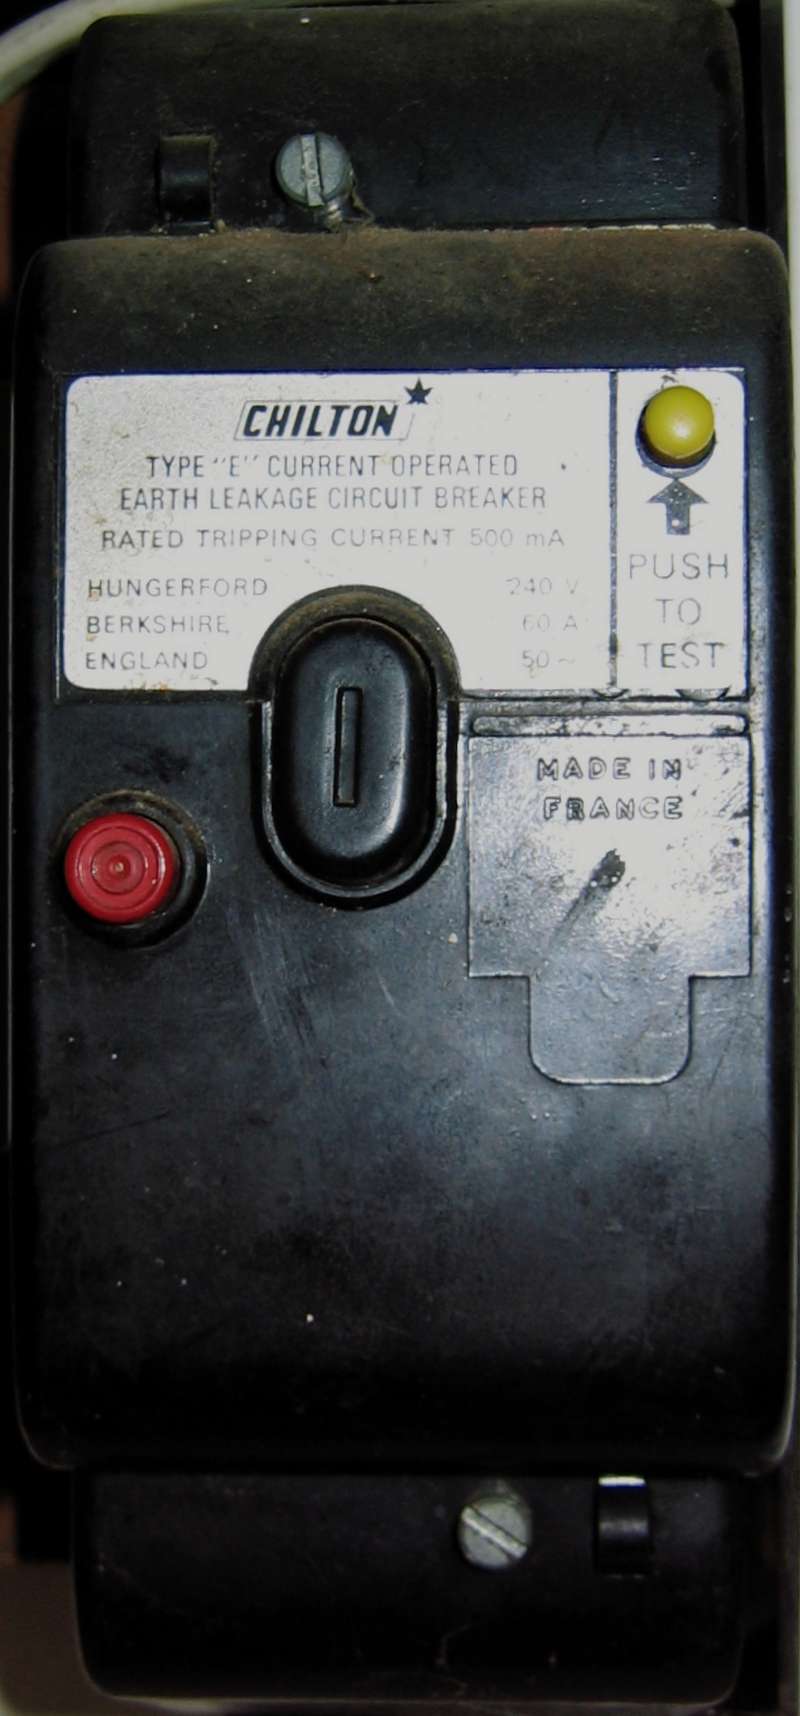 CHILTON
TYPE "E" CURRENT OPERATED
EARTH LEAKAGE CIRCUIT BREAKER
RATED TRIPPING CURRENT 500 mA
HUNGERFORD 240 V
BERKSHIRE 60 A
ENGLAND 50 ~
PUSH
TO
TEST
MADE IN
FRANCE